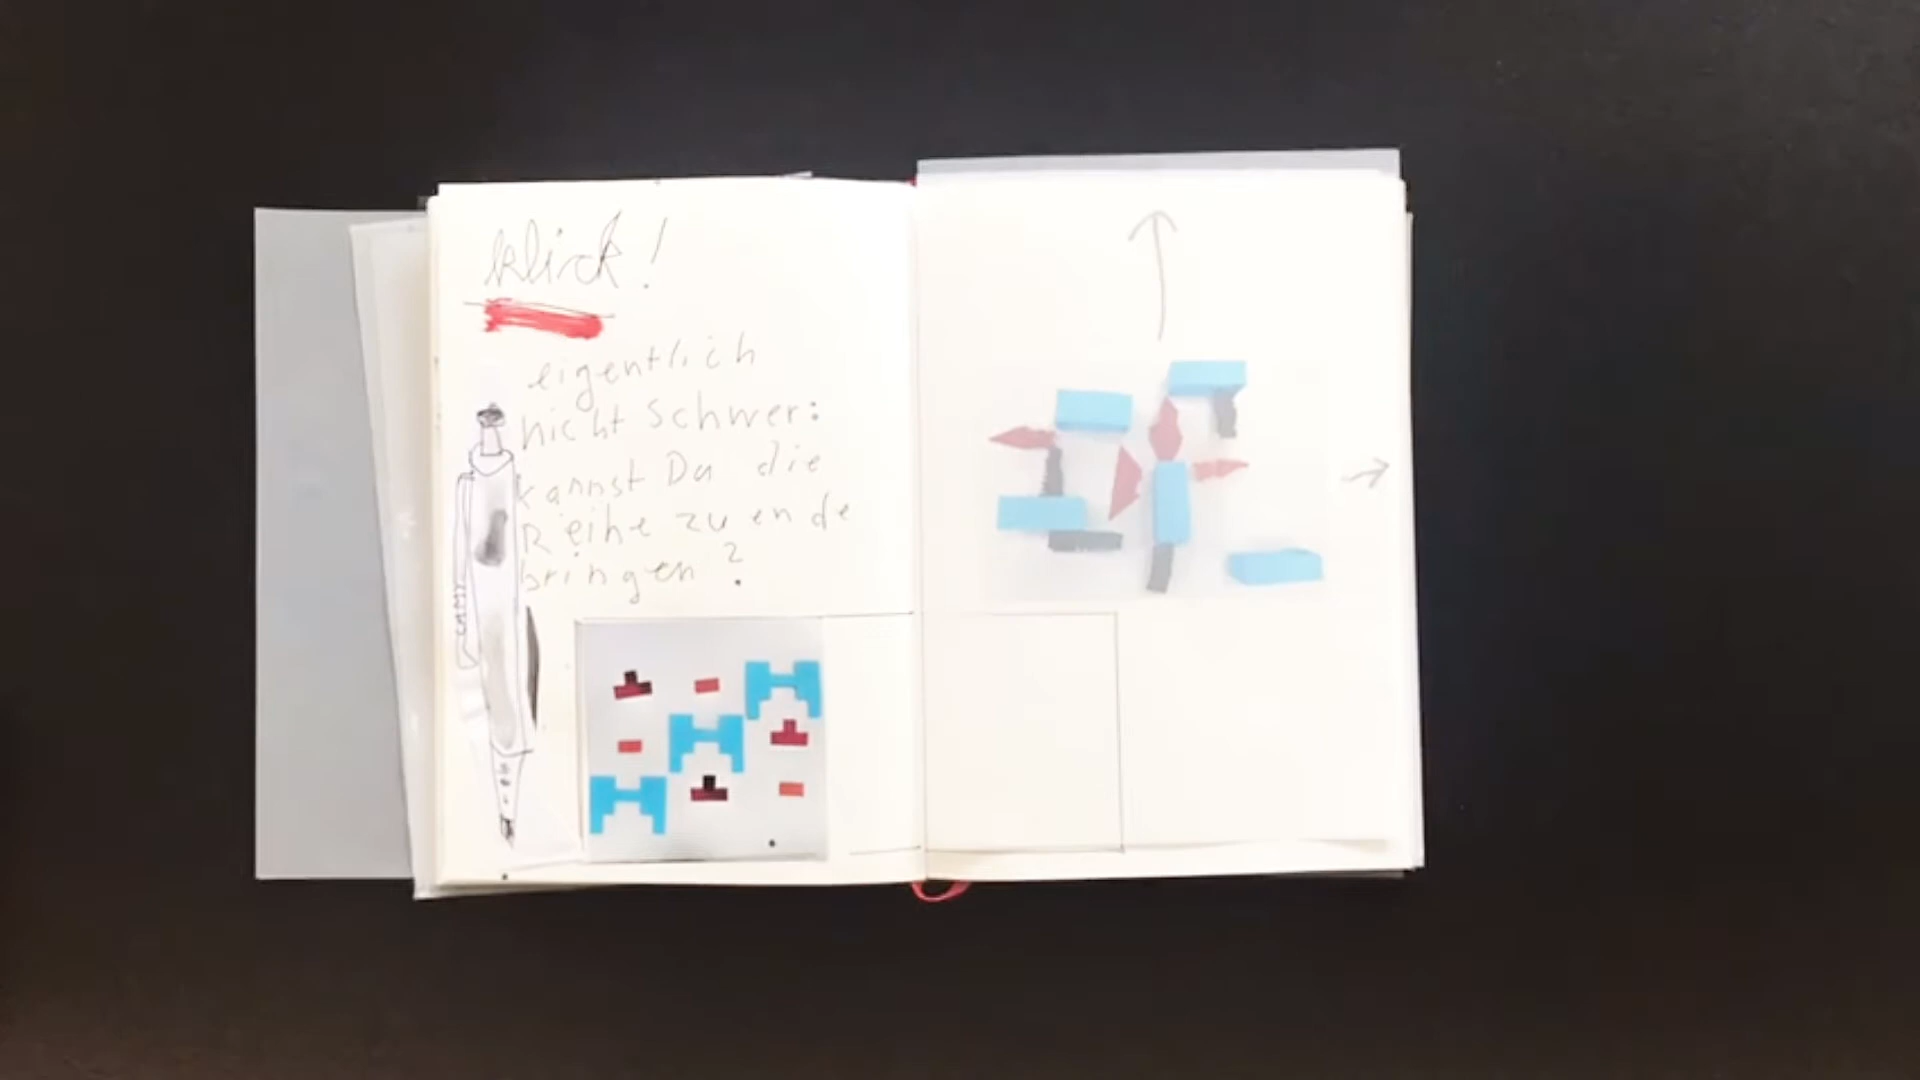 klick!
eigentlich
nicht schwer:
kannst Du die
Reihe zu ende
bringen?